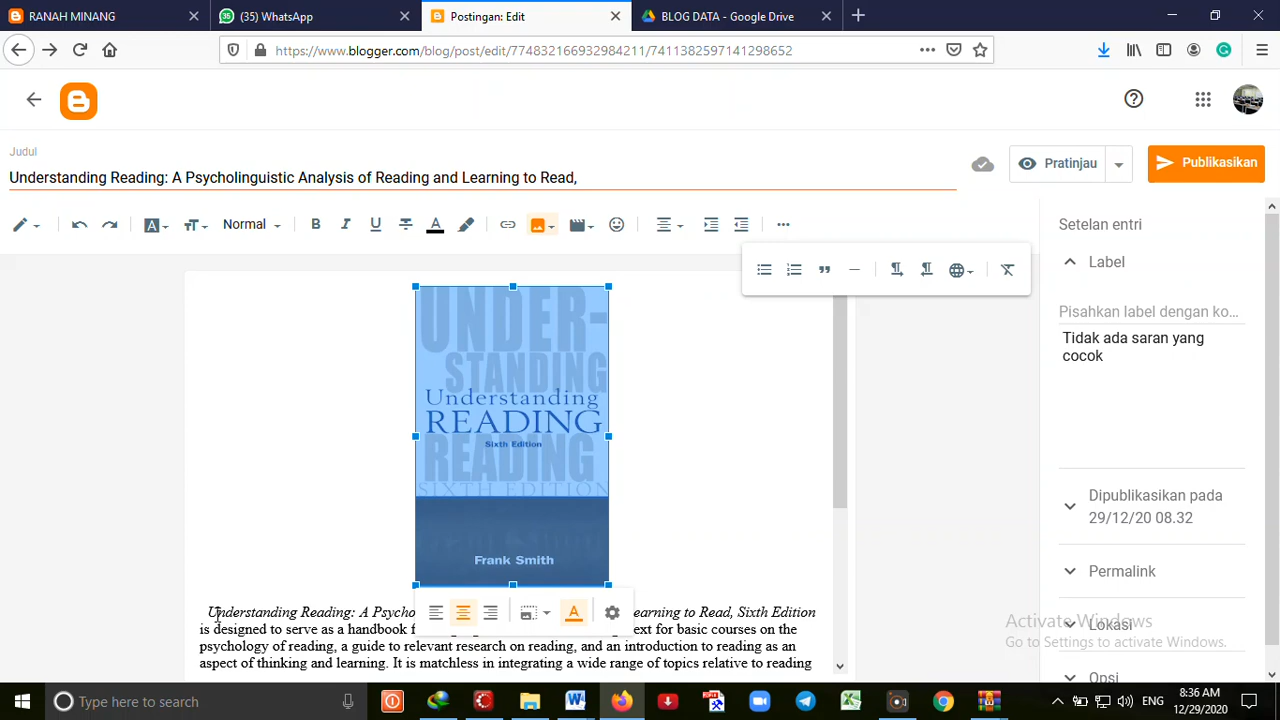 RANAH MINANG
(35) WhatsApp
Postingan: Edit
BLOG DATA - Google Drive
https://www.blogger.com/blog/post/edit/774832166932984211/7411382597141298652
Judul
Understanding Reading: A Psycholinguistic Analysis of Reading and Learning to Read,
Pratinjau
Publikasikan
Normal
B I U A
Setelan entri
Label
Pisahkan label dengan ko...
Tidak ada saran yang
cocok
UNDER-
STANDING
Understanding
READING
Sixth Edition
READING
SIXTH EDITION
Frank Smith
Dipublikasikan pada
29/12/20 08.32
Permalink
Lokasi
Opsi
Activate Windows
Go to Settings to activate Windows.
Understanding Reading: A Psycho earning to Read, Sixth Edition
is designed to serve as a handbook f ext for basic courses on the
psychology of reading, a guide to relevant research on reading, and an introduction to reading as an
aspect of thinking and learning. It is matchless in integrating a wide range of topics relative to reading
Type here to search
ENG
8:36 AM
12/29/2020